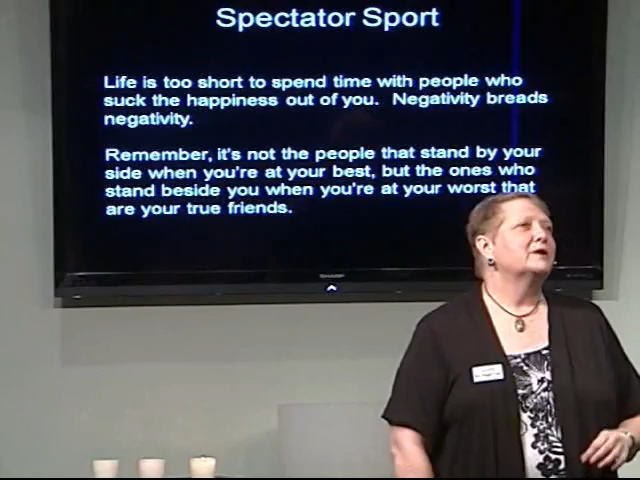 Spectator Sport
Life is too short to spend time with people who
suck the happiness out of you.  Negativity breads
negativity.
Remember, it's not the people that stand by your
side when you're at your best, but the ones who
stand beside you when you're at your worst that
are your true friends.
SHARP